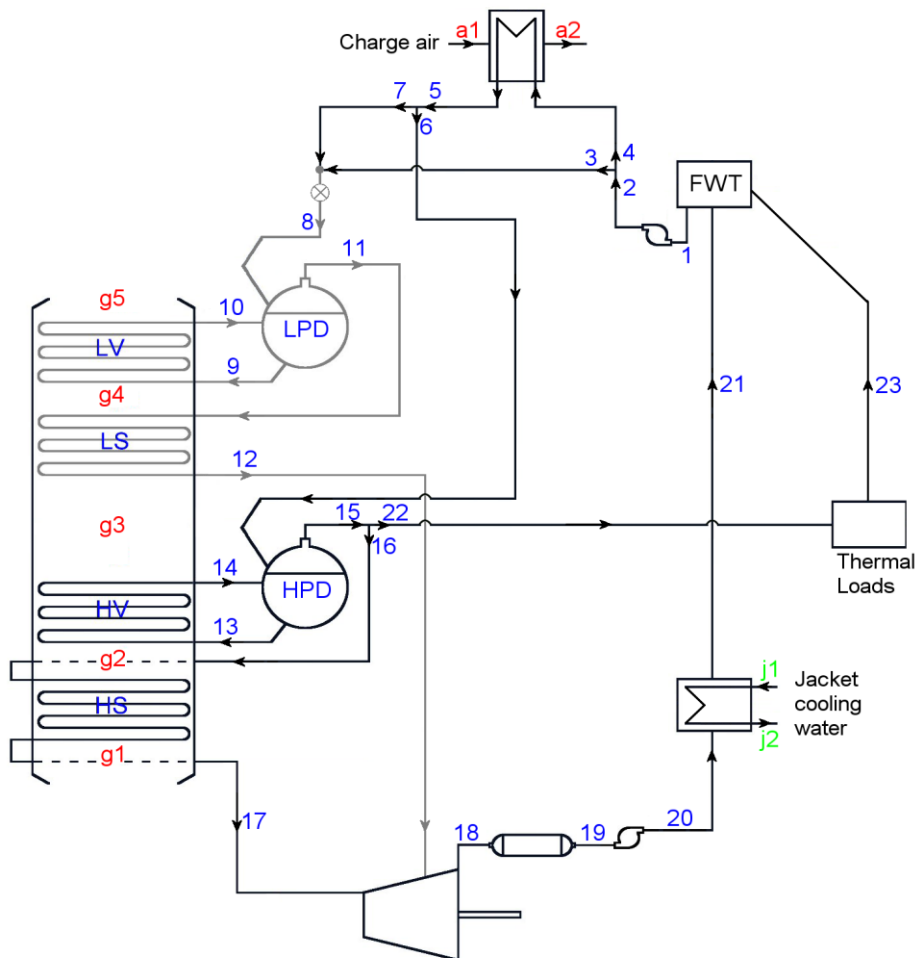 a1
a2
Charge air
7
5
6
3
4
2
FWT
8
1
11
g5
10
LPD
LV
9
21
23
g4
LS
12
15
22
g3
16
14
Thermal
Loads
HPD
HV
13
g2
j1
Jacket
cooling
water
HS
j2
g1
17
18
19
20